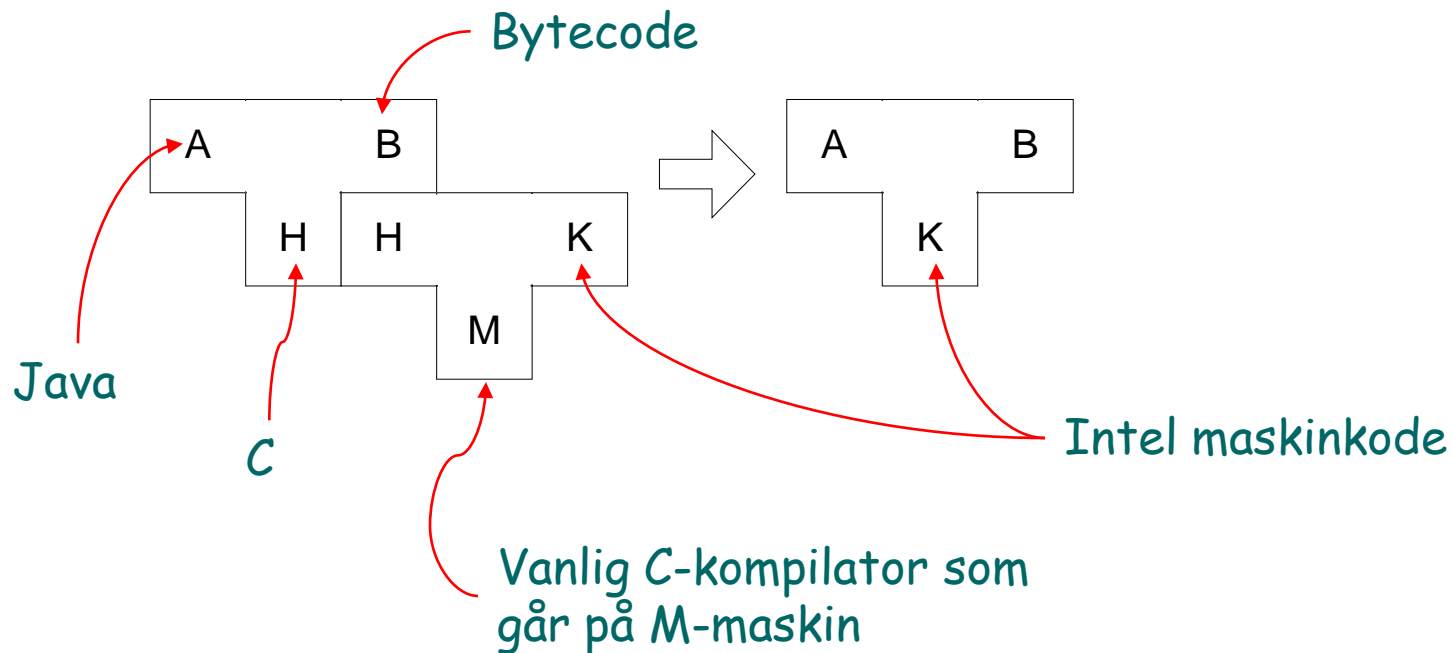 Bytecode
A B
A B
H H K
K
M
Java
C
Intel maskinkode
Vanlig C-kompilator som
går på M-maskin